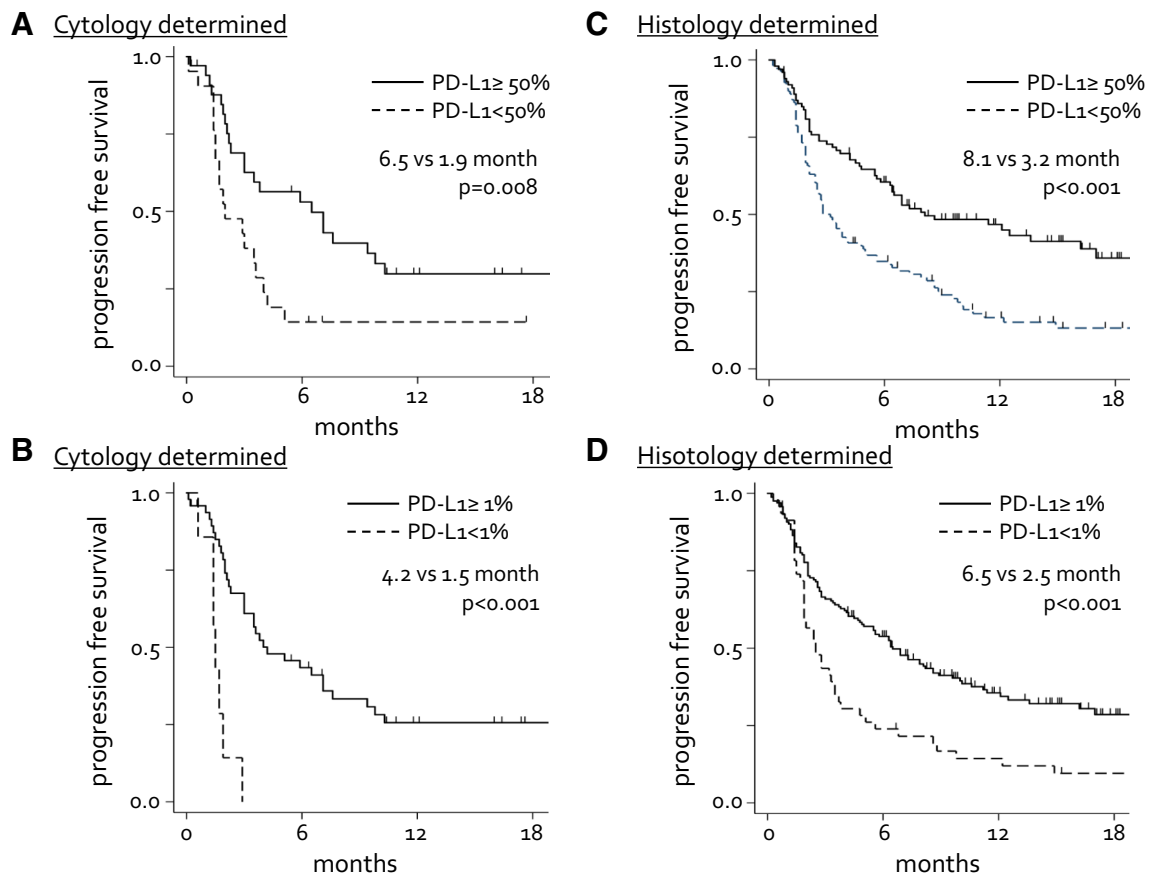 A Cytology determined
1.0
0.5
0.0
progression free survival
PD-L1≥ 50%
PD-L1<50%
6.5 vs 1.9 month
p=0.008
0 6 12 18
months
C Histology determined
1.0
0.5
0.0
progression free survival
PD-L1≥ 50%
PD-L1<50%
8.1 vs 3.2 month
p<0.001
0 6 12 18
months
B Cytology determined
1.0
0.5
0.0
progression free survival
PD-L1≥ 1%
PD-L1<1%
4.2 vs 1.5 month
p<0.001
0 6 12 18
months
D Hisotology determined
1.0
0.5
0.0
progression free survival
PD-L1≥ 1%
PD-L1<1%
6.5 vs 2.5 month
p<0.001
0 6 12 18
months